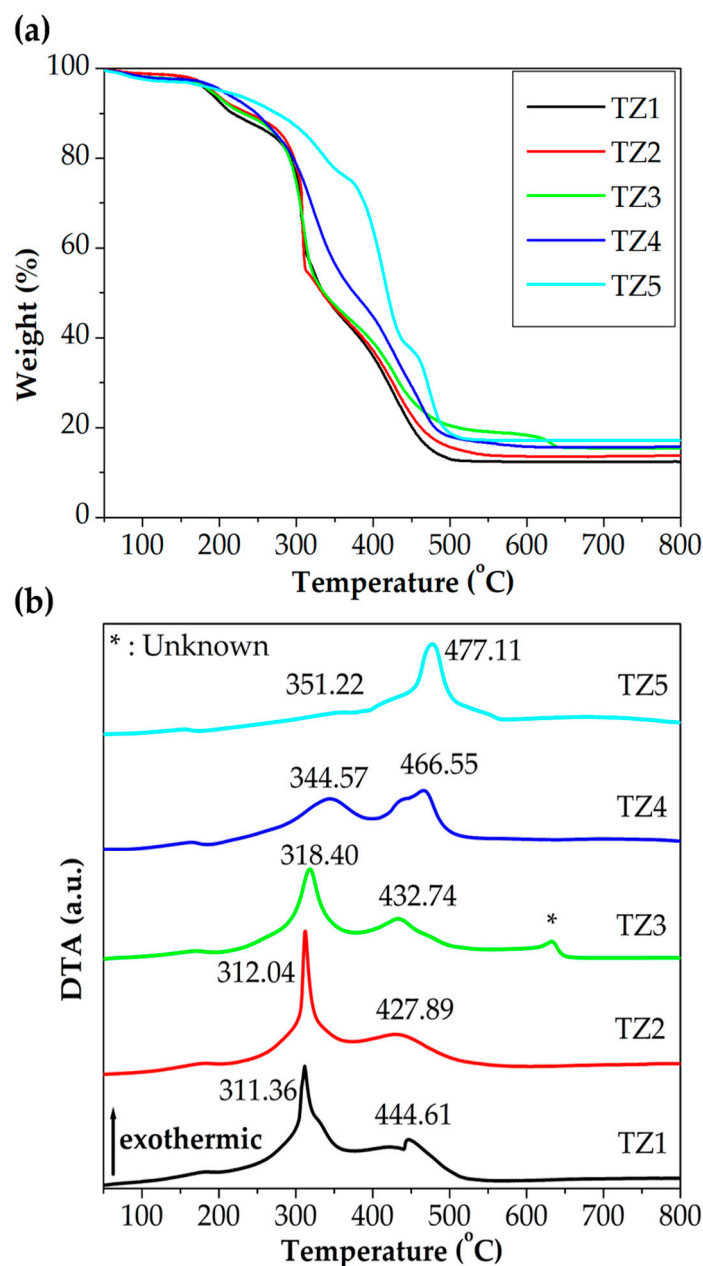 (a)
100
80
60
40
20
0
Weight (%)
TZ1
TZ2
TZ3
TZ4
TZ5
100 200 300 400 500 600 700 800
Temperature (°C)
(b)
* : Unknown
477.11
351.22
TZ5
344.57
466.55
TZ4
318.40
432.74
*
TZ3
312.04
427.89
TZ2
311.36
444.61
exothermic
TZ1
DTA (a.u.)
100 200 300 400 500 600 700 800
Temperature (°C)